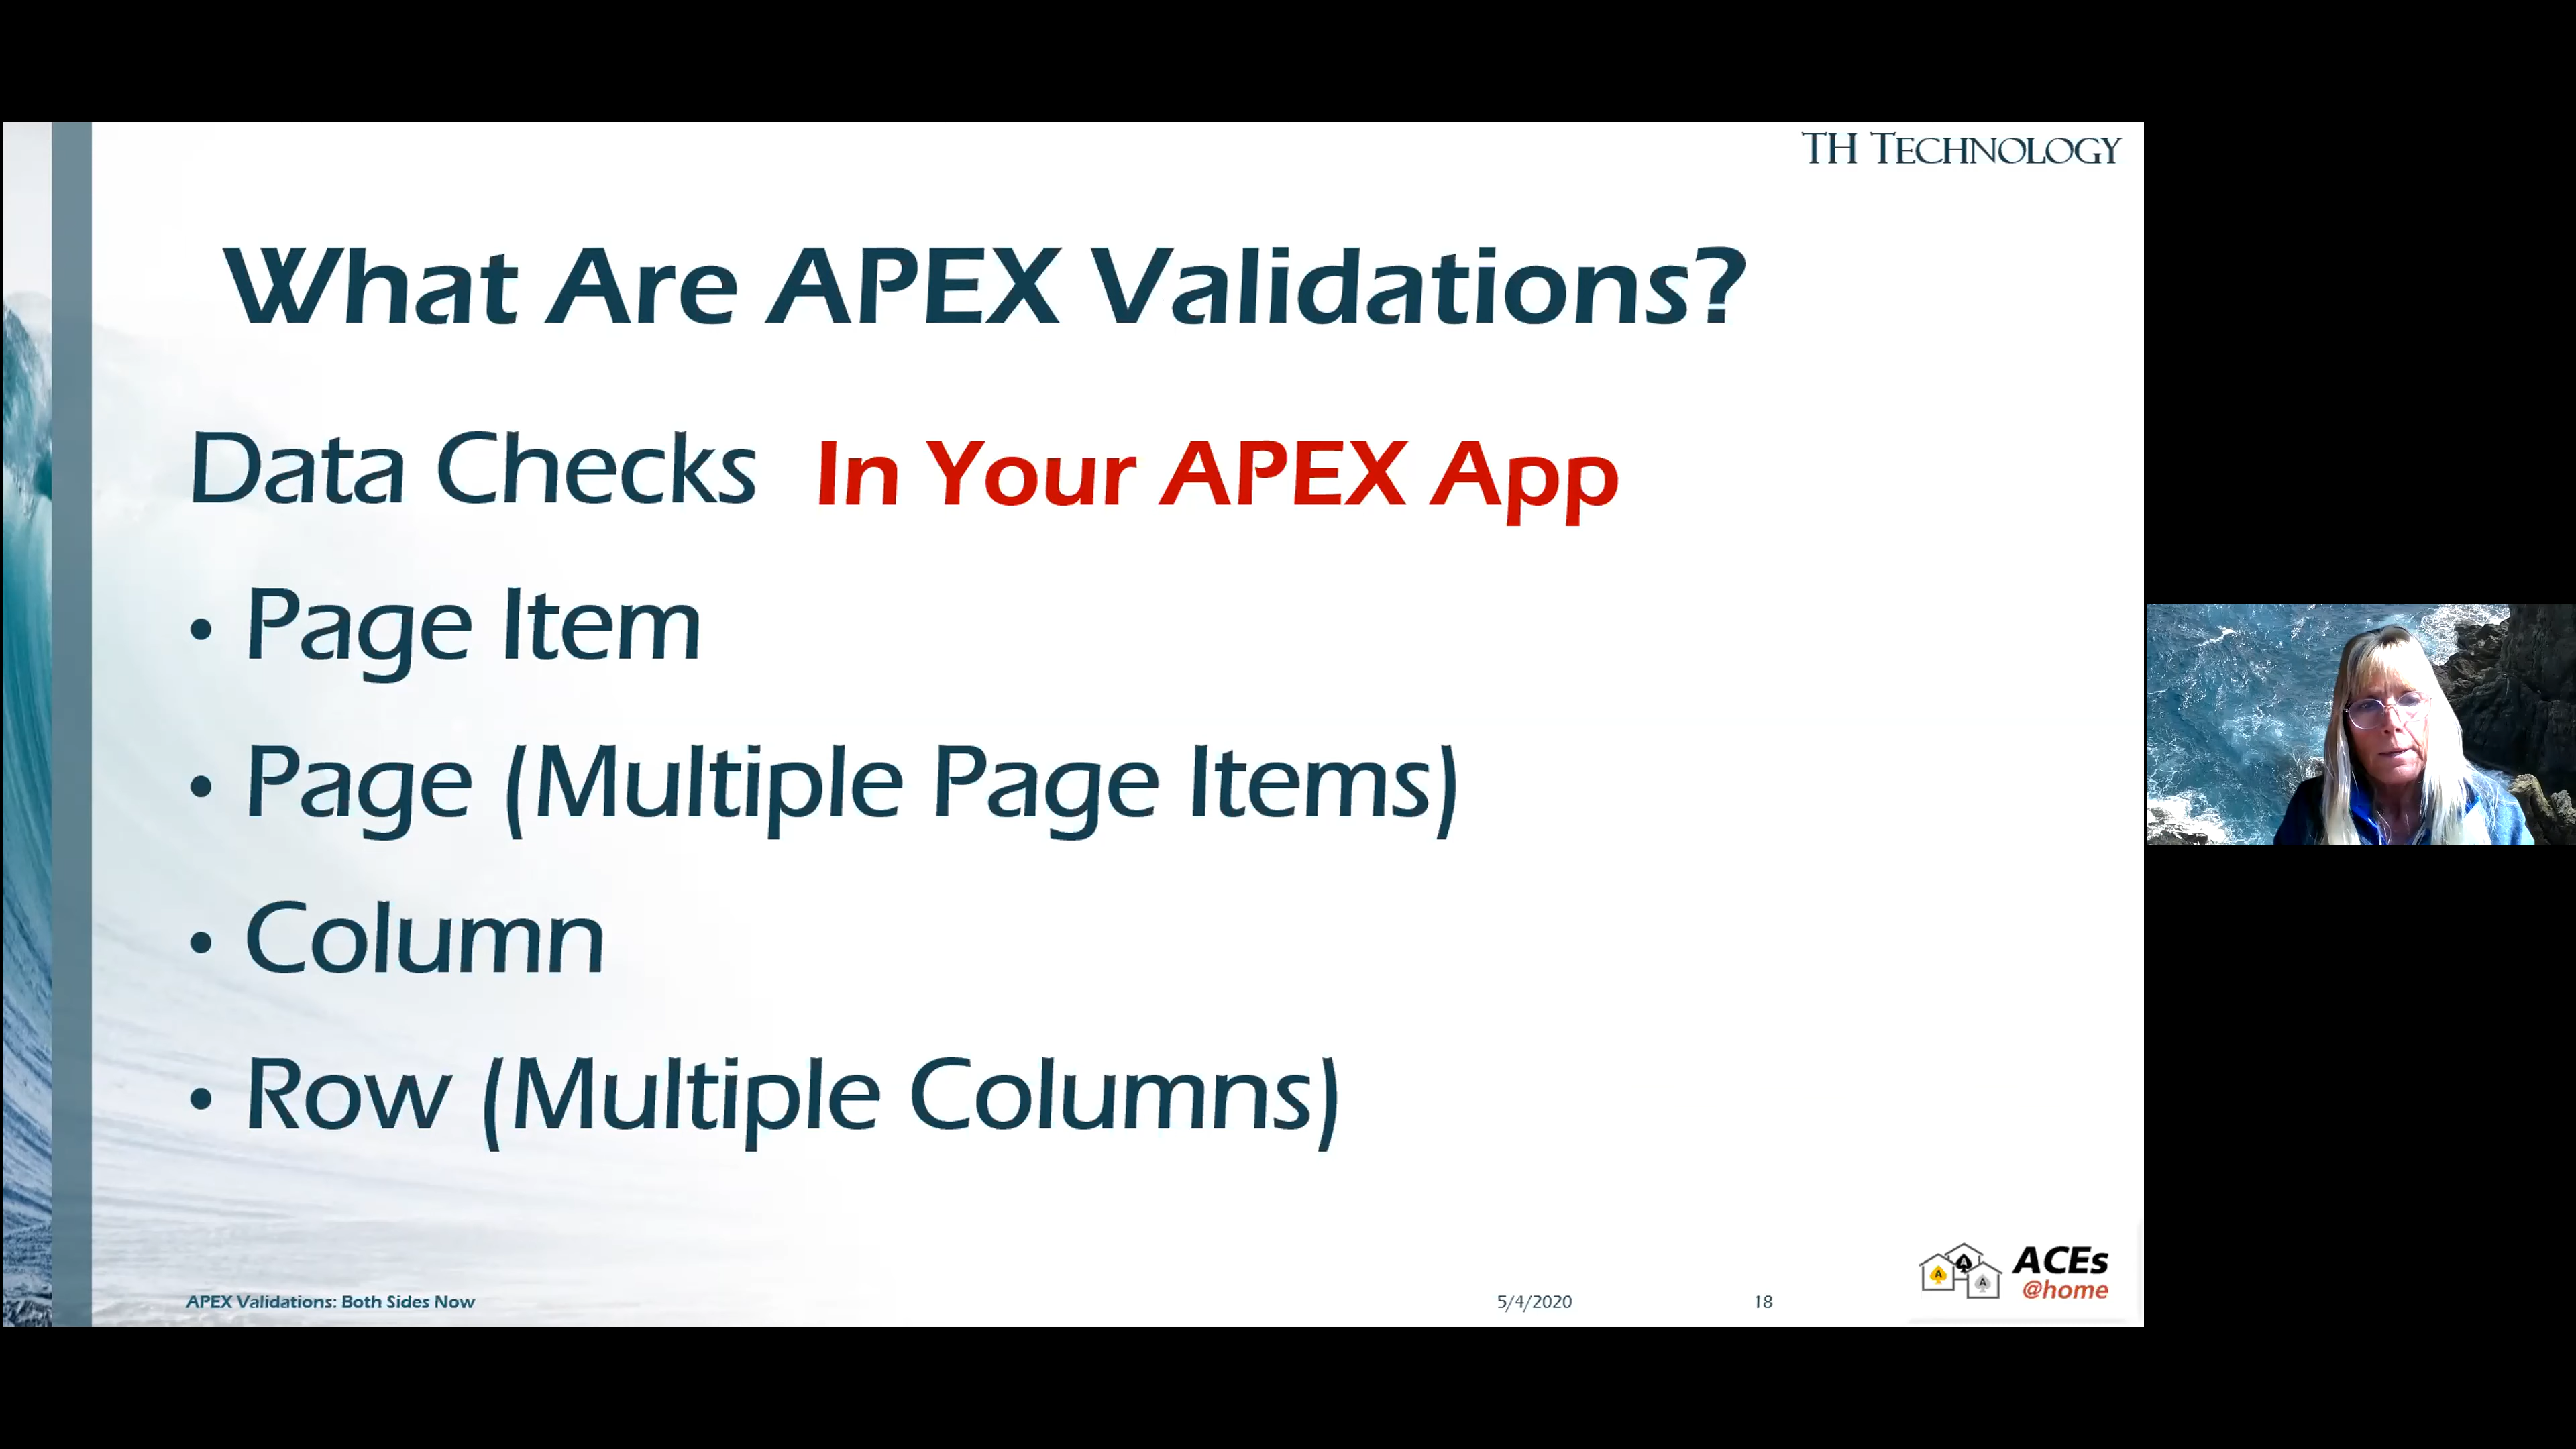 TH TECHNOLOGY
What Are APEX Validations?
Data Checks In Your APEX App
• Page Item
• Page (Multiple Page Items)
• Column
• Row (Multiple Columns)
APEX Validations: Both Sides Now
5/4/2020
18
A A A
ACEs
@home